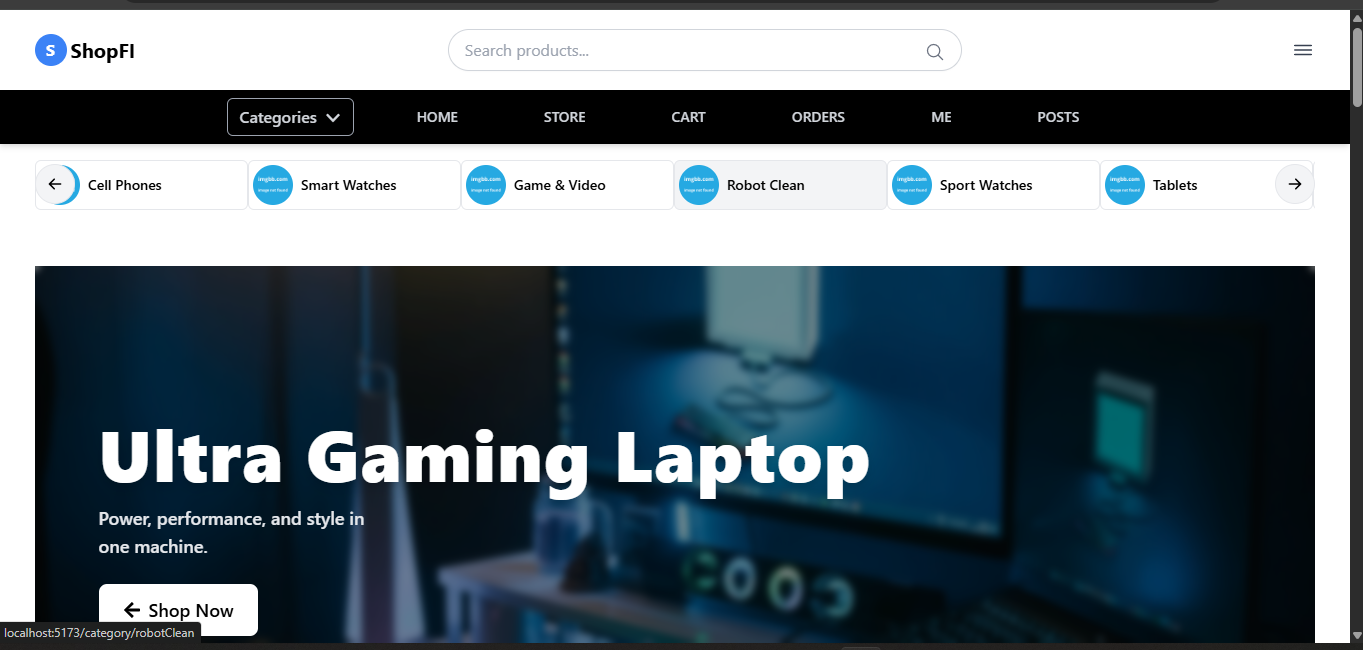 S ShopFI
Search products...
Categories HOME STORE CART ORDERS ME POSTS
Cell Phones
imgbb.com
image not found
Smart Watches
imgbb.com
image not found
Game & Video
imgbb.com
image not found
Robot Clean
imgbb.com
image not found
Sport Watches
imgbb.com
image not found
Tablets
Ultra Gaming Laptop
Power, performance, and style in
one machine.
Shop Now
localhost:5173/category/robotClean